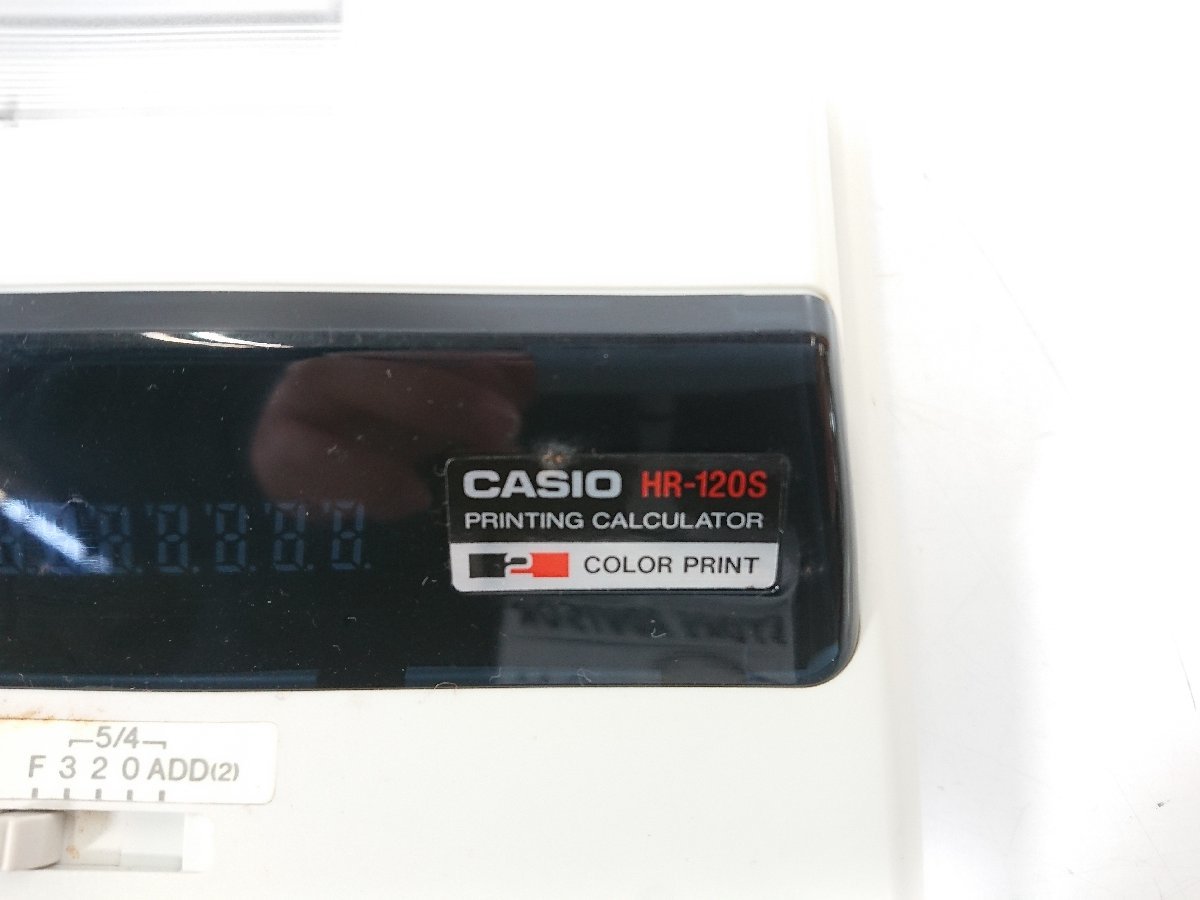 CASIO HR-120S
PRINTING CALCULATOR
2 COLOR PRINT
5/4
F 3 2 0 ADD(2)